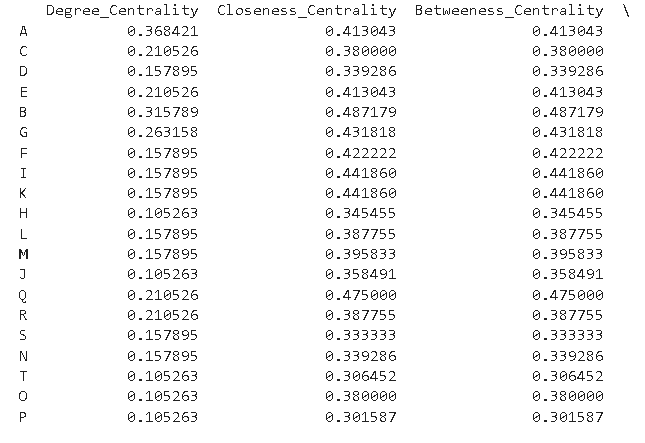 Degree_Centrality Closeness_Centrality Betweeness_Centrality \
A 0.368421 0.413043 0.413043
C 0.210526 0.380000 0.380000
D 0.157895 0.339286 0.339286
E 0.210526 0.413043 0.413043
B 0.315789 0.487179 0.487179
G 0.263158 0.431818 0.431818
F 0.157895 0.422222 0.422222
I 0.157895 0.441860 0.441860
K 0.157895 0.441860 0.441860
H 0.105263 0.345455 0.345455
L 0.157895 0.387755 0.387755
M 0.157895 0.395833 0.395833
J 0.105263 0.358491 0.358491
Q 0.210526 0.475000 0.475000
R 0.210526 0.387755 0.387755
S 0.157895 0.333333 0.333333
N 0.157895 0.339286 0.339286
T 0.105263 0.306452 0.306452
O 0.105263 0.380000 0.380000
P 0.105263 0.301587 0.301587